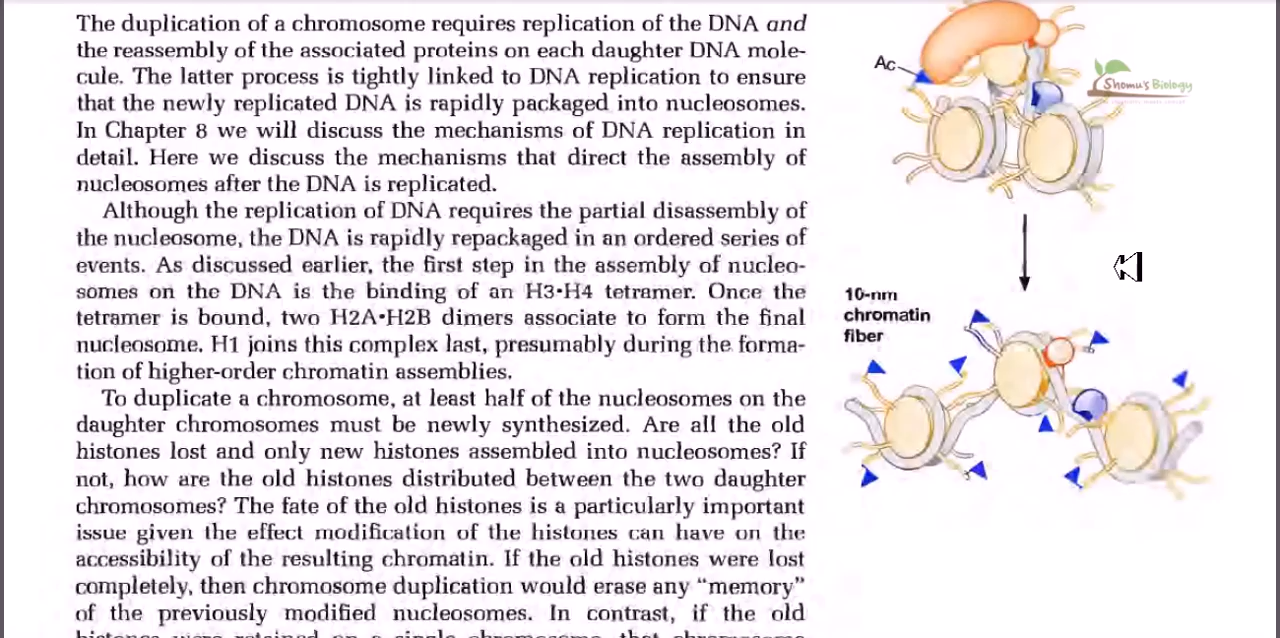 The duplication of a chromosome requires replication of the DNA and
the reassembly of the associated proteins on each daughter DNA mole-
cule. The latter process is tightly linked to DNA replication to ensure
that the newly replicated DNA is rapidly packaged into nucleosomes.
In Chapter 8 we will discuss the mechanisms of DNA replication in
detail. Here we discuss the mechanisms that direct the assembly of
nucleosomes after the DNA is replicated.
Although the replication of DNA requires the partial disassembly of
the nucleosome, the DNA is rapidly repackaged in an ordered series of
events. As discussed earlier, the first step in the assembly of nucleo-
somes on the DNA is the binding of an H3•H4 tetramer. Once the
tetramer is bound, two H2A•H2B dimers associate to form the final
nucleosome. H1 joins this complex last, presumably during the forma-
tion of higher-order chromatin assemblies.
To duplicate a chromosome, at least half of the nucleosomes on the
daughter chromosomes must be newly synthesized. Are all the old
histones lost and only new histones assembled into nucleosomes? If
not, how are the old histones distributed between the two daughter
chromosomes? The fate of the old histones is a particularly important
issue given the effect modification of the histones can have on the
accessibility of the resulting chromatin. If the old histones were lost
completely, then chromosome duplication would erase any “memory”
of the previously modified nucleosomes. In contrast, if the old
Ac
Shomu's Biology
10-nm
chromatin
fiber